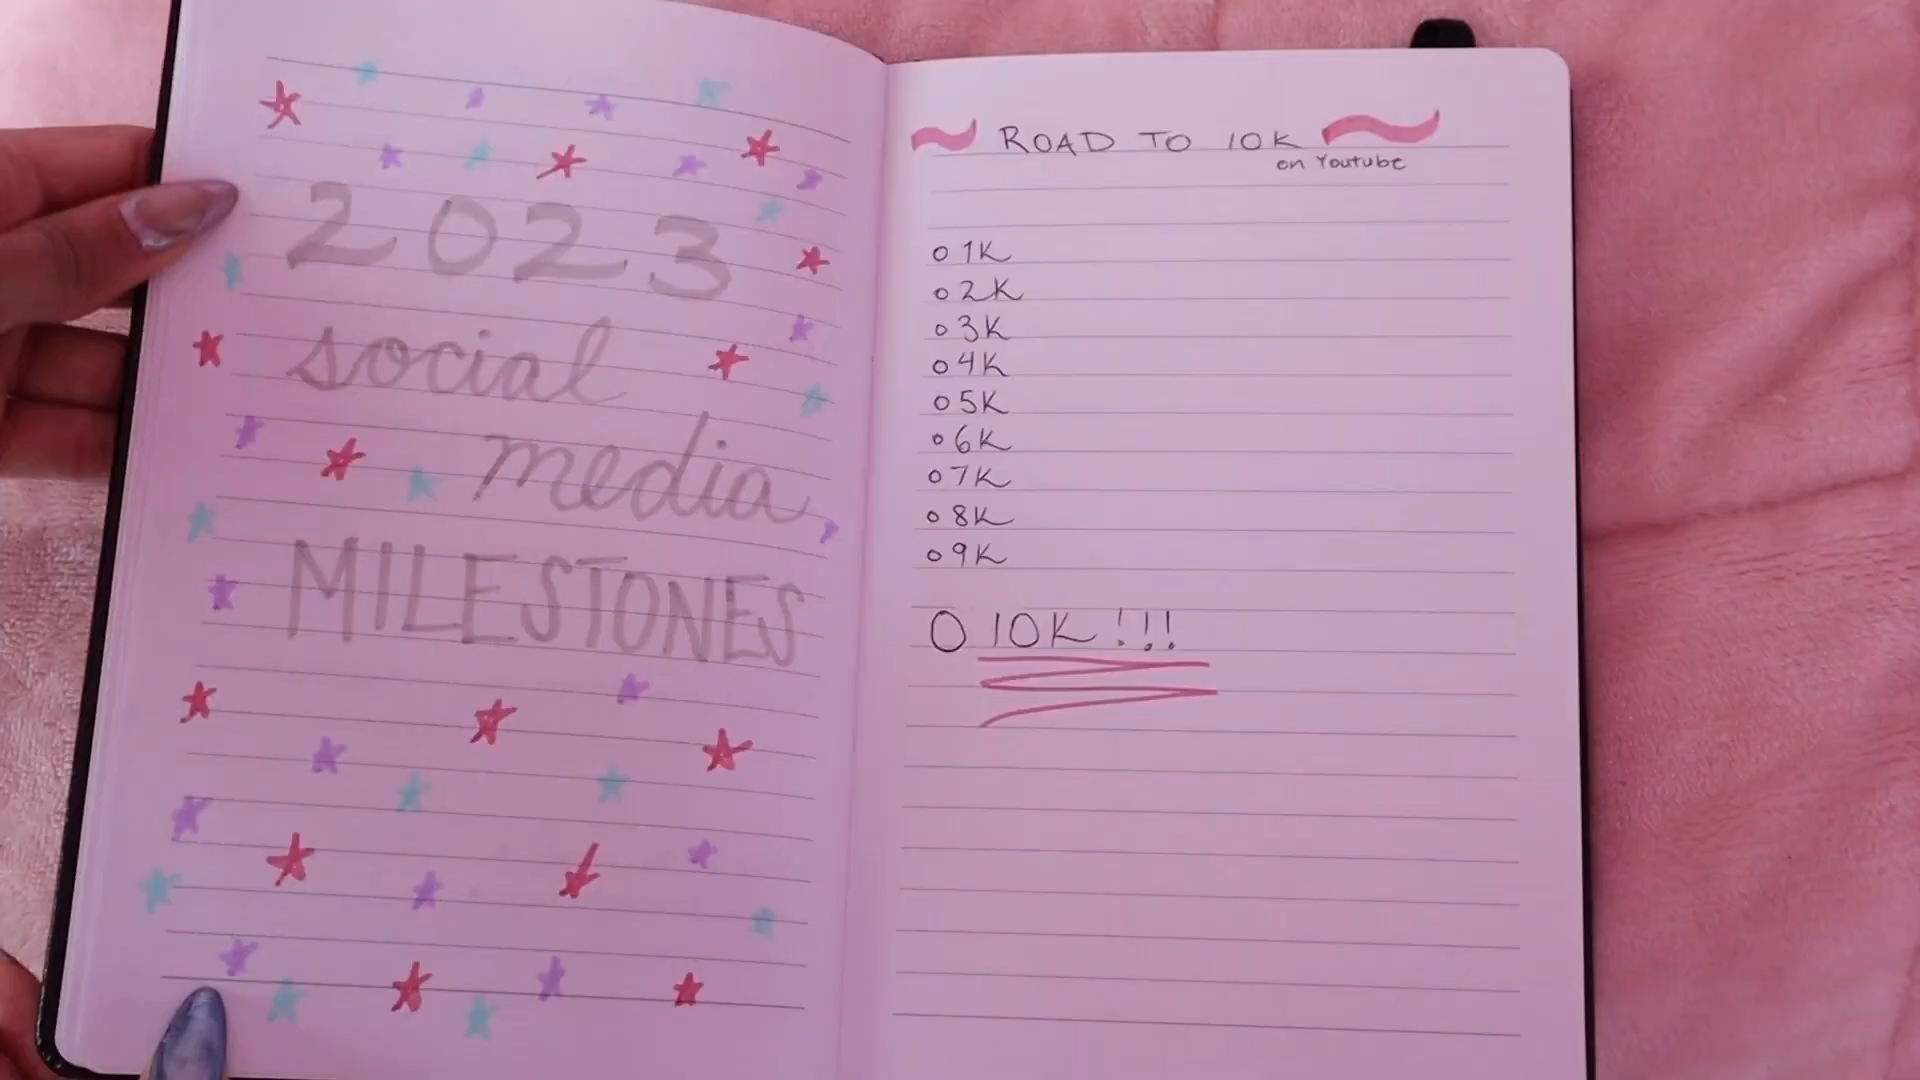 2023
social
media
MILESTONES
ROAD TO 10K
on Youtube
o 1K
o 2K
o 3K
o 4K
o 5K
o 6K
o 7K
o 8K
o 9K
O 10K!!!